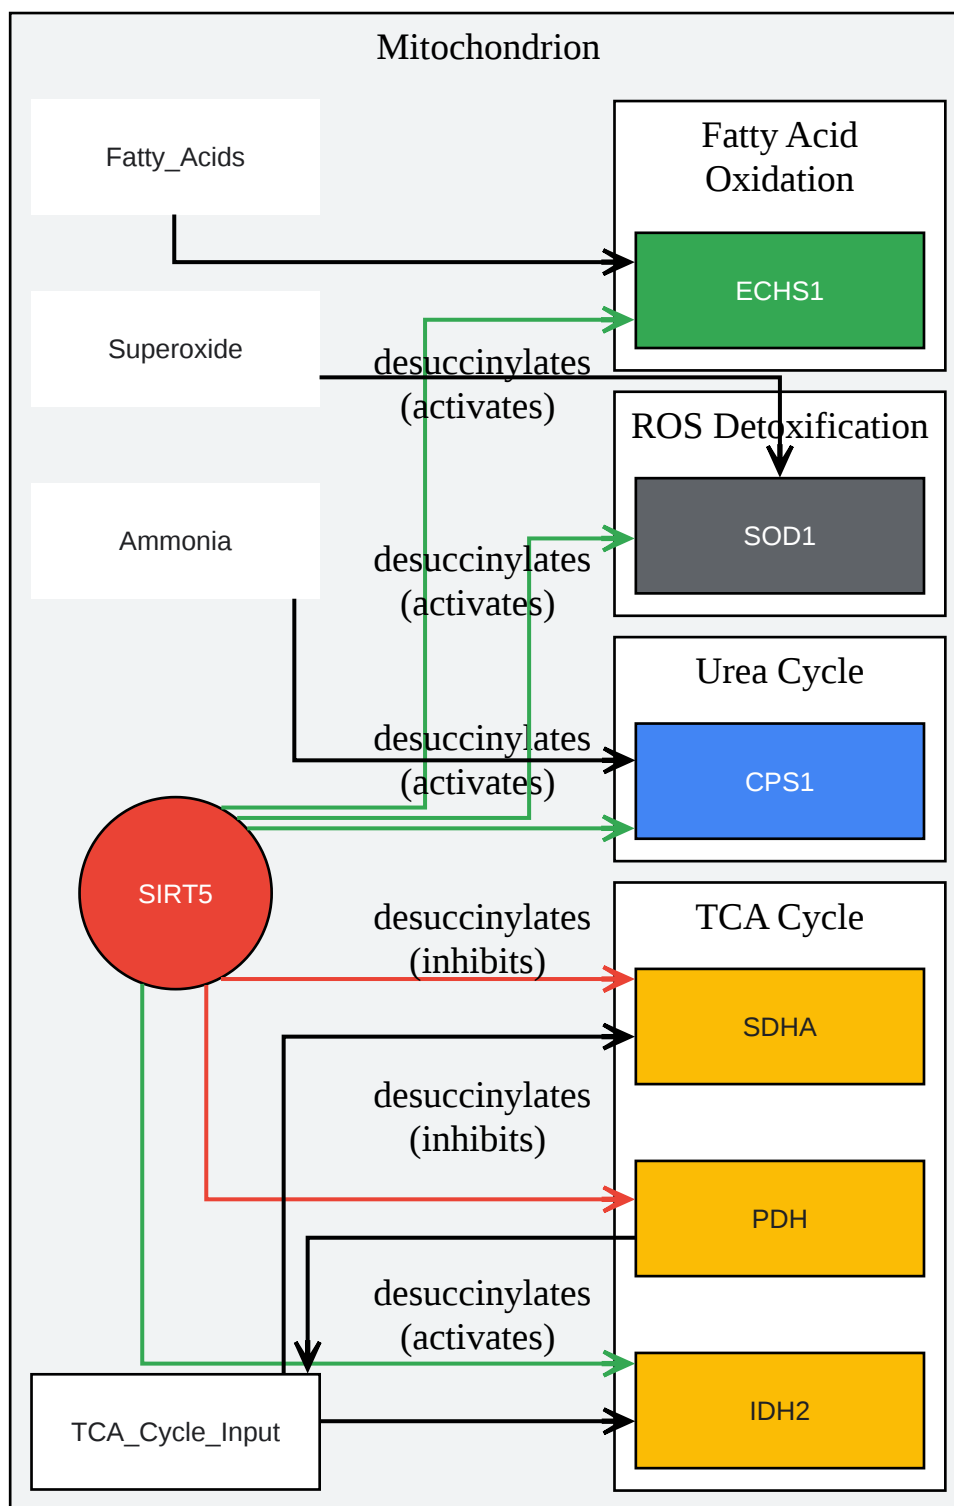 Mitochondrion
Fatty_Acids
Fatty Acid
Oxidation
ECHS1
Superoxide
desuccinylates
(activates)
ROS Detoxification
SOD1
Ammonia
desuccinylates
(activates)
Urea Cycle
desuccinylates
(activates)
CPS1
SIRT5
desuccinylates
(inhibits)
TCA Cycle
SDHA
desuccinylates
(inhibits)
PDH
desuccinylates
(activates)
IDH2
TCA_Cycle_Input